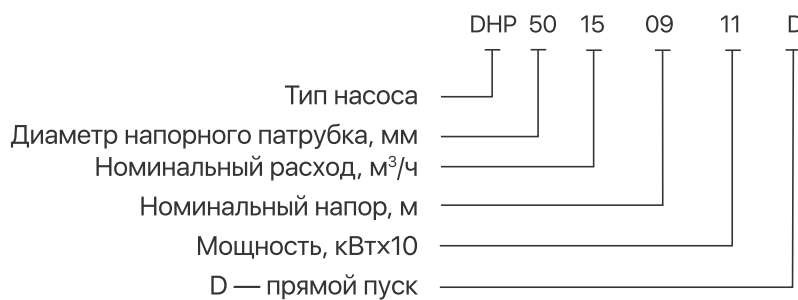 DHP 50 15 09 11 D
Тип насоса
Диаметр напорного патрубка, мм
Номинальный расход, м³/ч
Номинальный напор, м
Мощность, кВт×10
D — прямой пуск